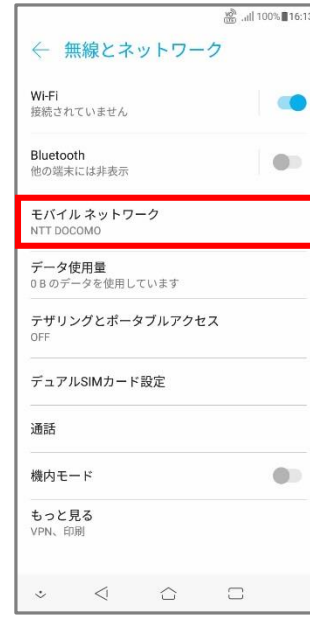 100% 16:13
← 無線とネットワーク
Wi-Fi
接続されていません
Bluetooth
他の端末には非表示
モバイル ネットワーク
NTT DOCOMO
データ使用量
0 B のデータを使用しています
テザリングとポータブルアクセス
OFF
デュアルSIMカード設定
通話
機内モード
もっと見る
VPN、印刷